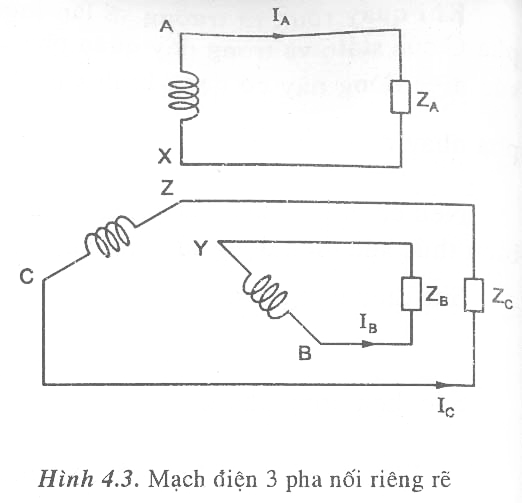 A
I_A
Z_A
X
Z
Y
C
Z_B
Z_C
I_B
B
I_C
Hình 4.3. Mạch điện 3 pha nối riêng rẽ